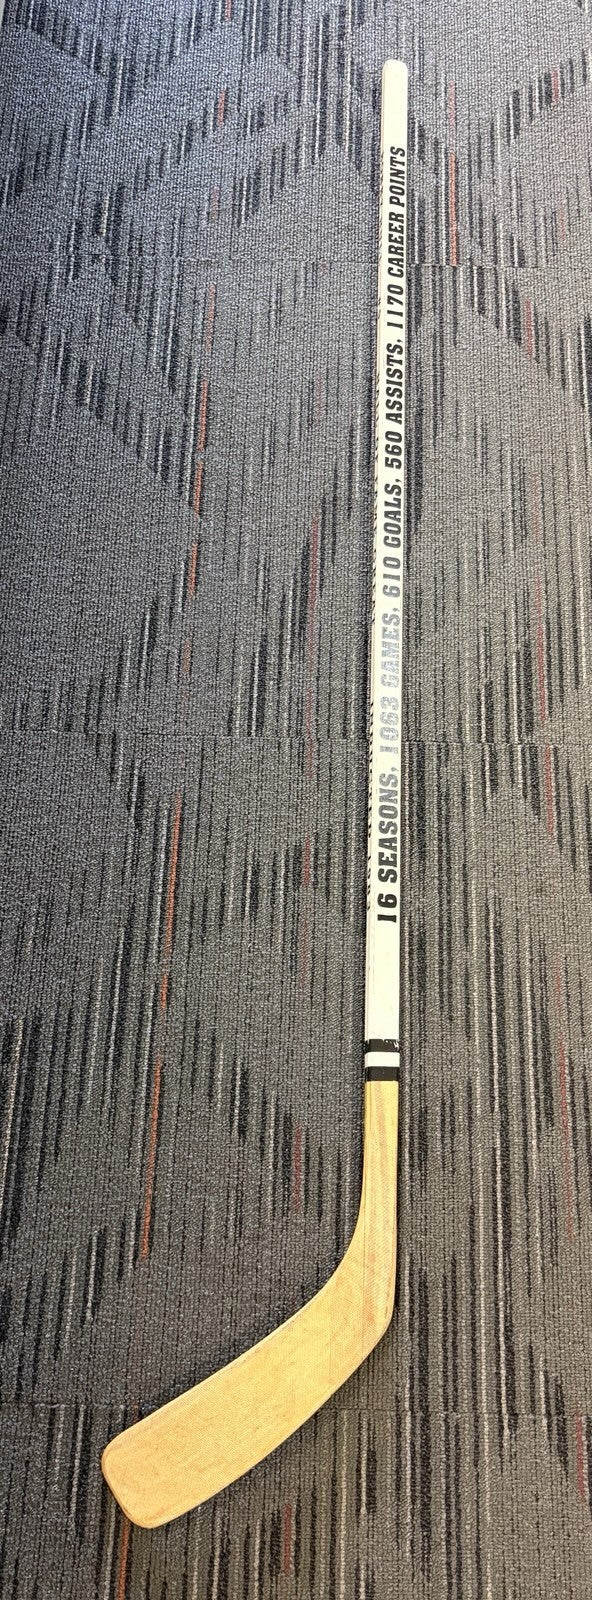 16 SEASONS, 1063 GAMES, 610 GOALS, 560 ASSISTS, 1170 CAREER POINTS